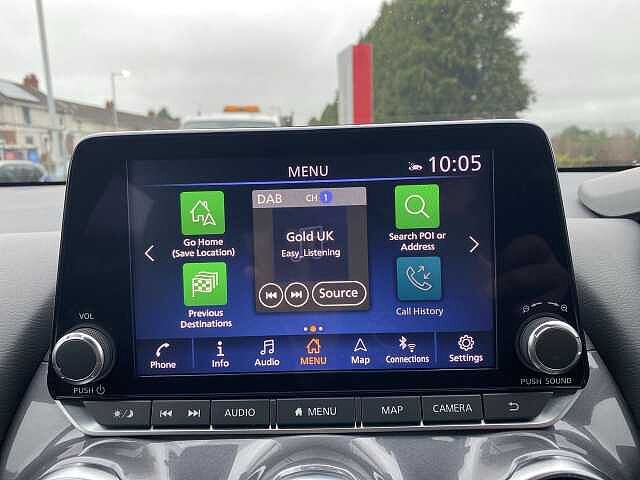 MENU
10:05
DAB CH 1
Gold UK
Easy_Listening
Source
Go Home
(Save Location)
Previous
Destinations
Search POI or
Address
Call History
Phone
Info
Audio
MENU
Map
Connections
Settings
VOL
PUSH
PUSH SOUND
AUDIO
MENU
MAP
CAMERA